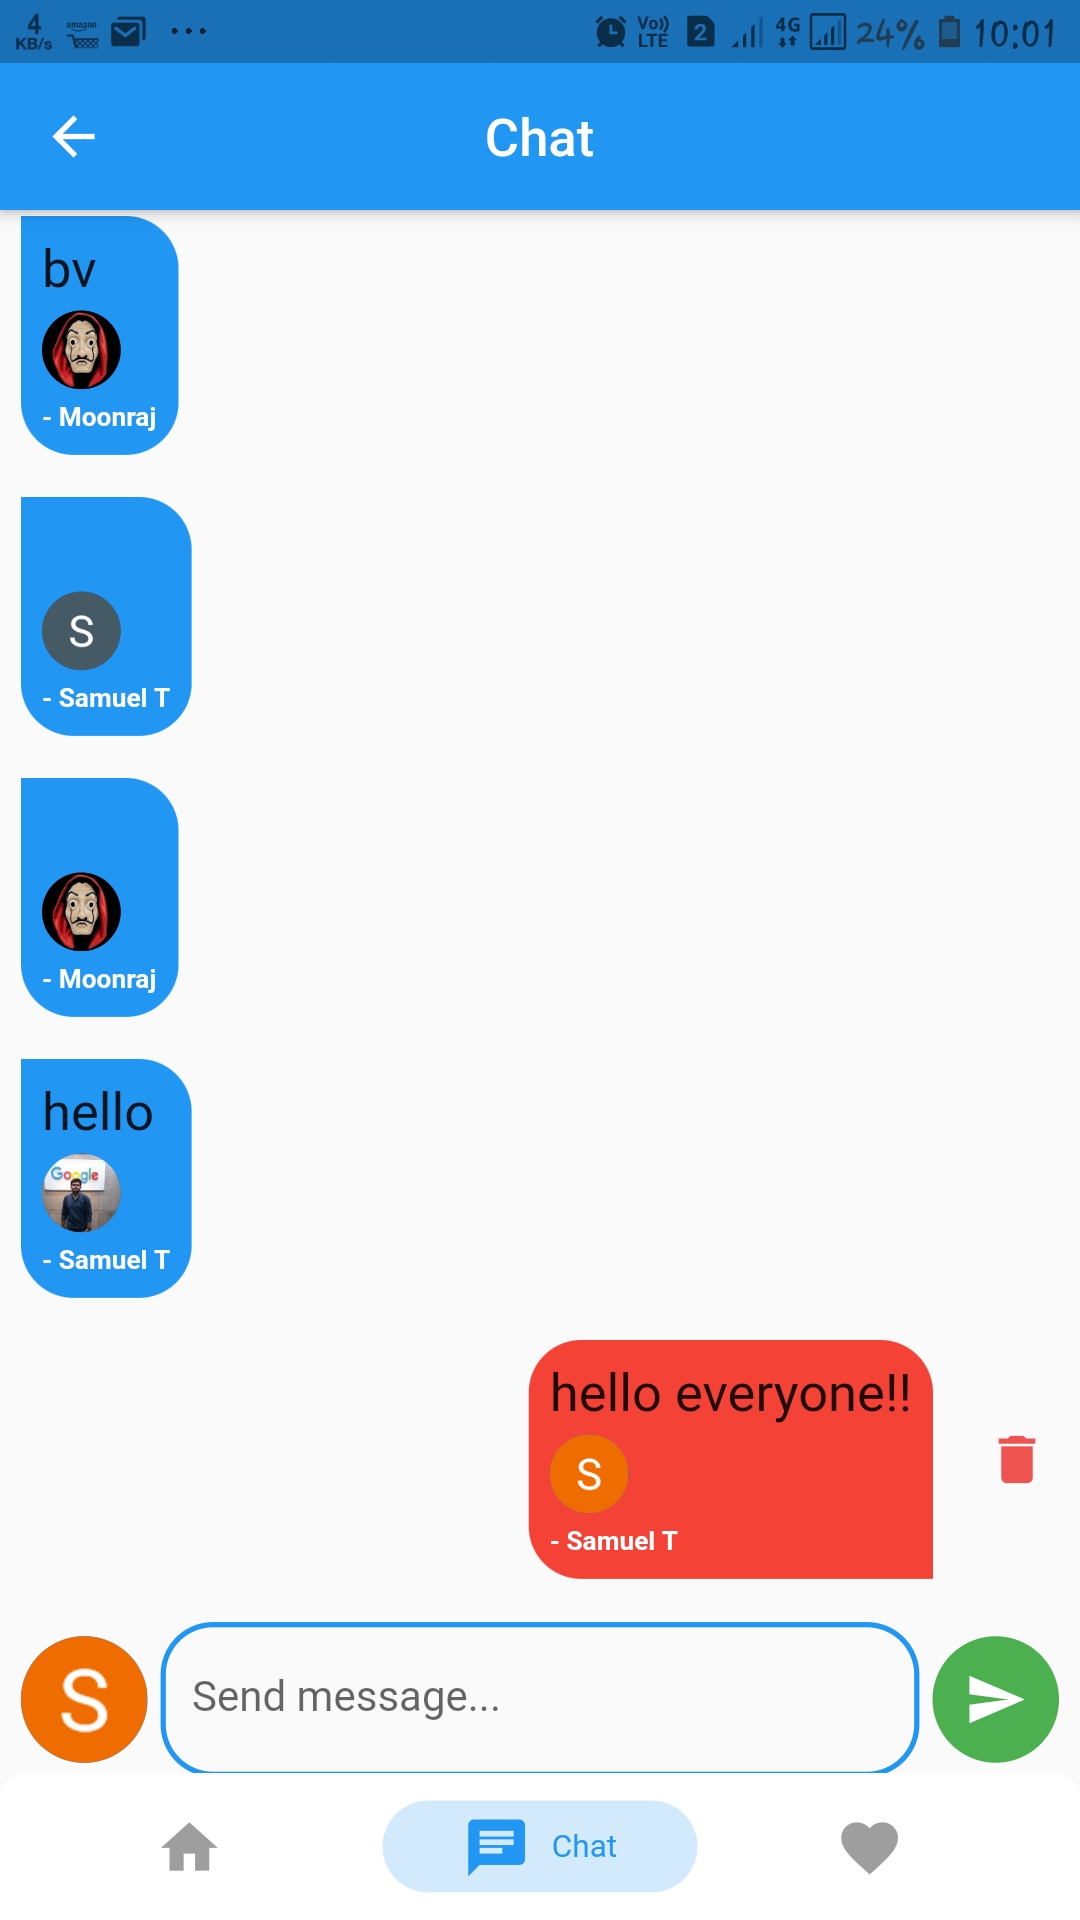 4
KB/s
amazon
Vo))
LTE
2
4G
24%
10:01
Chat
bv
- Moonraj
S
- Samuel T
- Moonraj
hello
Google
- Samuel T
hello everyone!!
S
- Samuel T
S
Send message...
Chat